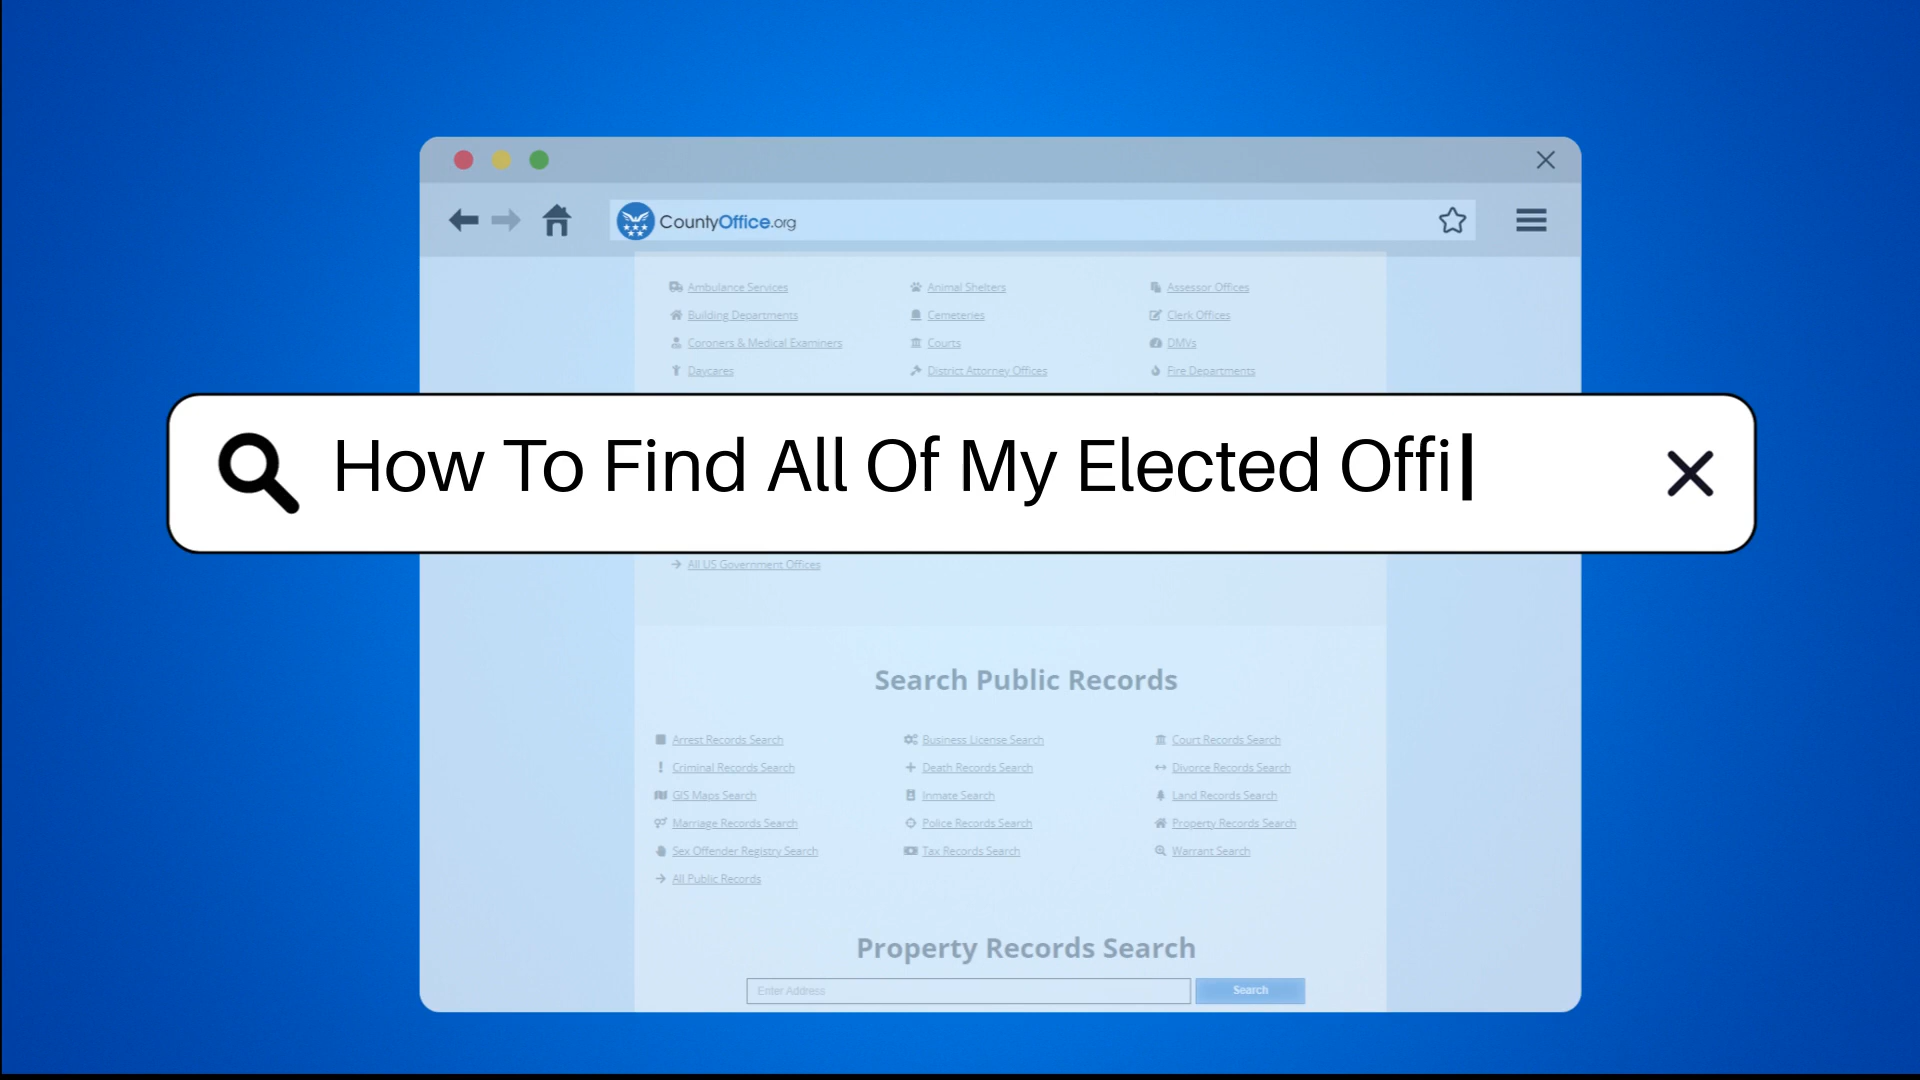 CountyOffice.org
Ambulance Services Animal Shelters Assessor Offices
Building Departments Cemeteries Clerk Offices
Coroners & Medical Examiners Courts DMVs
Daycares District Attorney Offices Fire Departments
How To Find All Of My Elected Offi
All US Government Offices
Search Public Records
Arrest Records Search Business License Search Court Records Search
Criminal Records Search Death Records Search Divorce Records Search
GIS Maps Search Inmate Search Land Records Search
Marriage Records Search Police Records Search Property Records Search
Sex Offender Registry Search Tax Records Search Warrant Search
All Public Records
Property Records Search
Enter Address Search